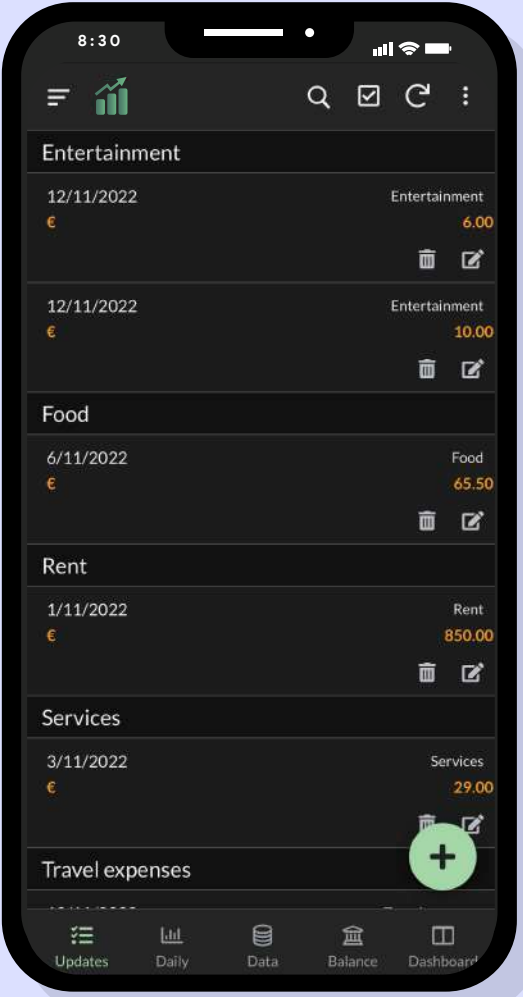 8:30
Entertainment
12/11/2022 Entertainment
€ 6.00
12/11/2022 Entertainment
€ 10.00
Food
6/11/2022 Food
€ 65.50
Rent
1/11/2022 Rent
€ 850.00
Services
3/11/2022 Services
€ 29.00
Travel expenses
Updates Daily Data Balance Dashboard